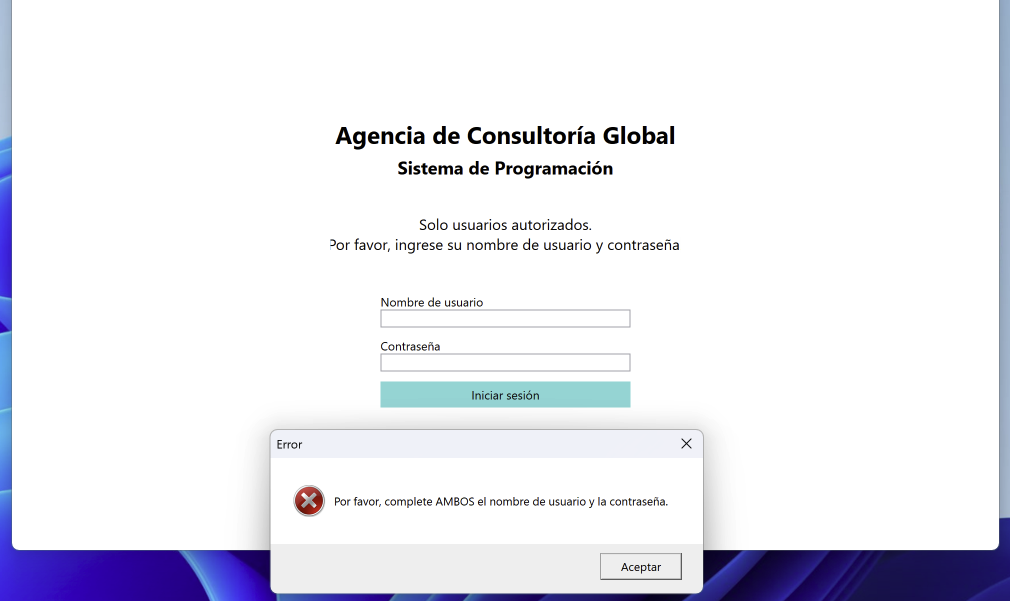 Agencia de Consultoría Global
Sistema de Programación
Solo usuarios autorizados.
Por favor, ingrese su nombre de usuario y contraseña
Nombre de usuario
Contraseña
Iniciar sesión
Error
Por favor, complete AMBOS el nombre de usuario y la contraseña.
Aceptar